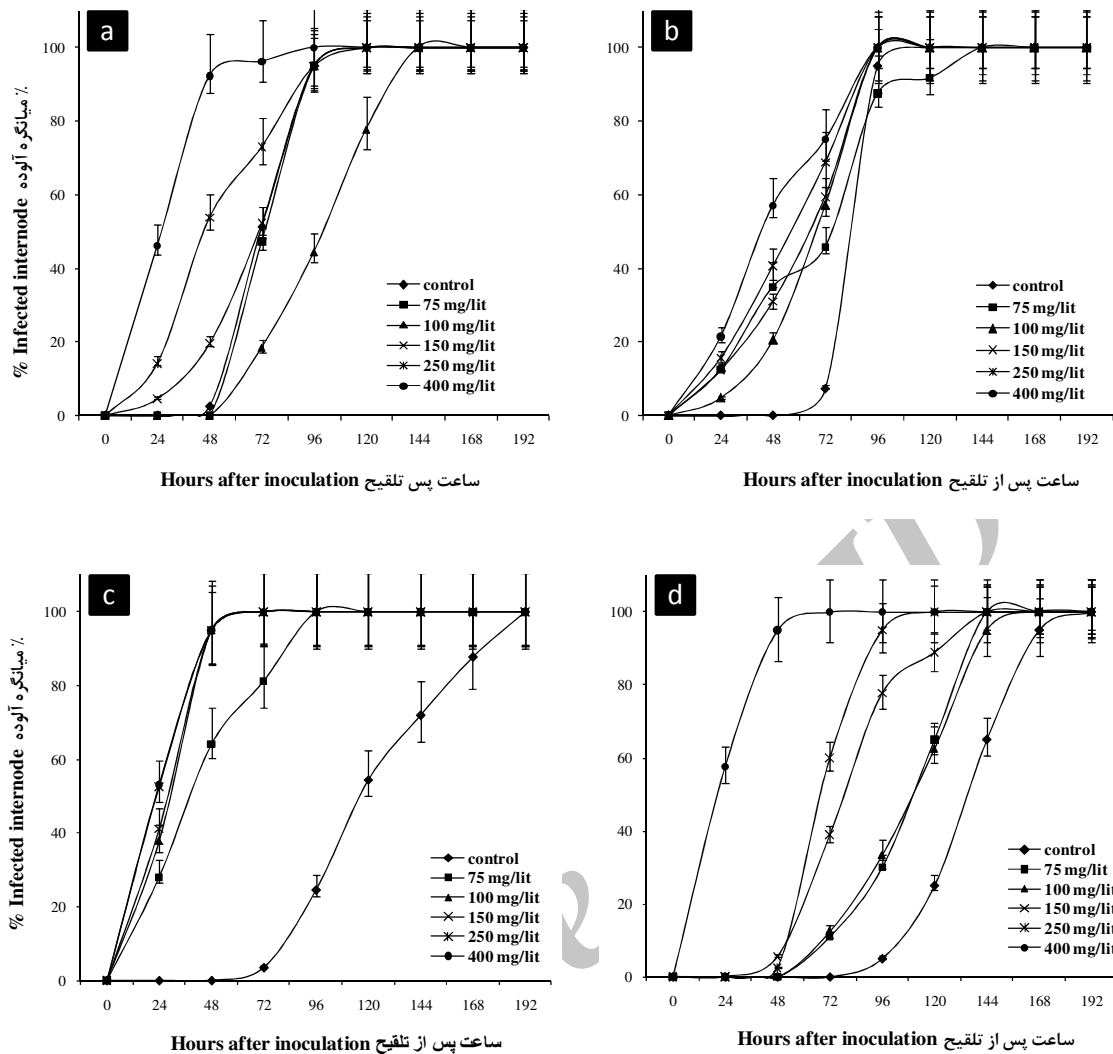 a
% Infected internode میانگره آلوده ٪
100
80
60
40
20
0
control
75 mg/lit
100 mg/lit
150 mg/lit
250 mg/lit
400 mg/lit
0 24 48 72 96 120 144 168 192
Hours after inoculation ساعت پس تلقیح
b
100
80
60
40
20
0
control
75 mg/lit
100 mg/lit
150 mg/lit
250 mg/lit
400 mg/lit
0 24 48 72 96 120 144 168 192
Hours after inoculation ساعت پس از تلقیح
c
% Infected internode میانگره آلوده ٪
100
80
60
40
20
0
control
75 mg/lit
100 mg/lit
150 mg/lit
250 mg/lit
400 mg/lit
0 24 48 72 96 120 144 168 192
Hours after inoculation ساعت پس از تلقیح
d
100
80
60
40
20
0
control
75 mg/lit
100 mg/lit
150 mg/lit
250 mg/lit
400 mg/lit
0 24 48 72 96 120 144 168 192
Hours after inoculation ساعت پس از تلقیح